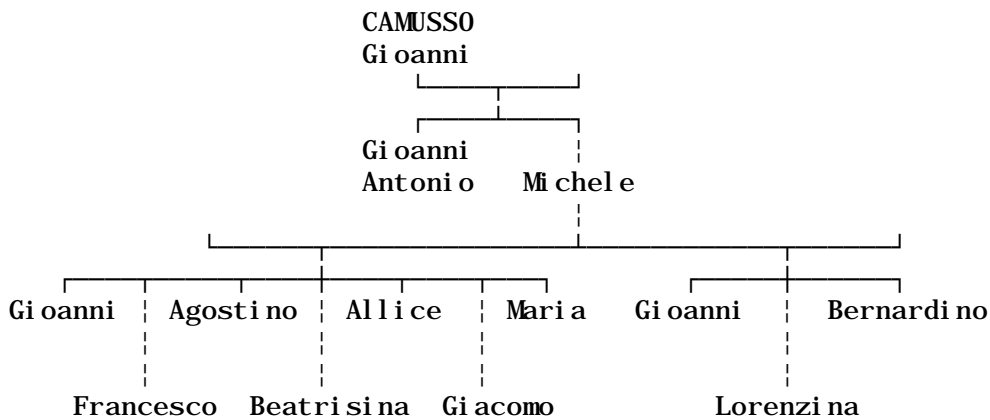 CAMUSSO
Gioanni
Gioanni
Antonio Michele
Gioanni Agostino Allice Maria Gioanni Bernardino
Francesco Beatrisina Giacomo Lorenzina